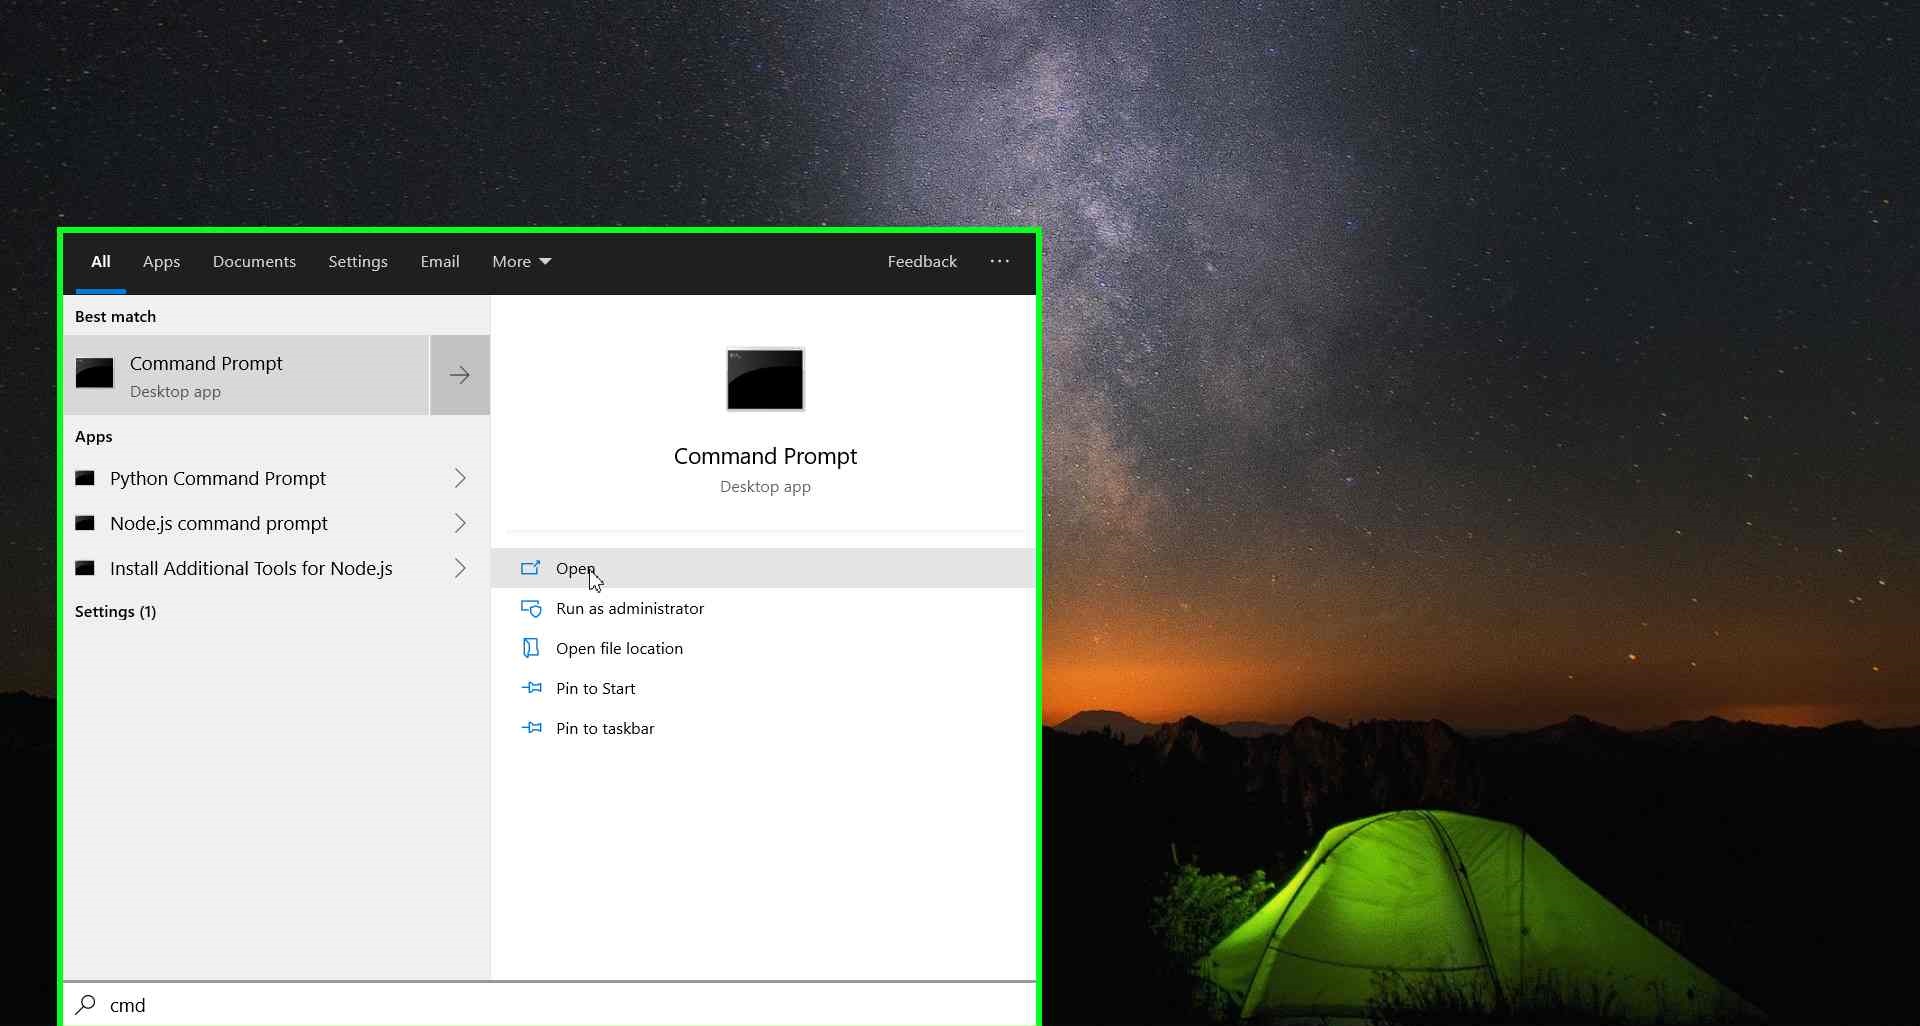 All Apps Documents Settings Email More Feedback ...
Best match
Command Prompt
Desktop app
Apps
Python Command Prompt
Node.js command prompt
Install Additional Tools for Node.js
Settings (1)
Command Prompt
Desktop app
Open
Run as administrator
Open file location
Pin to Start
Pin to taskbar
cmd